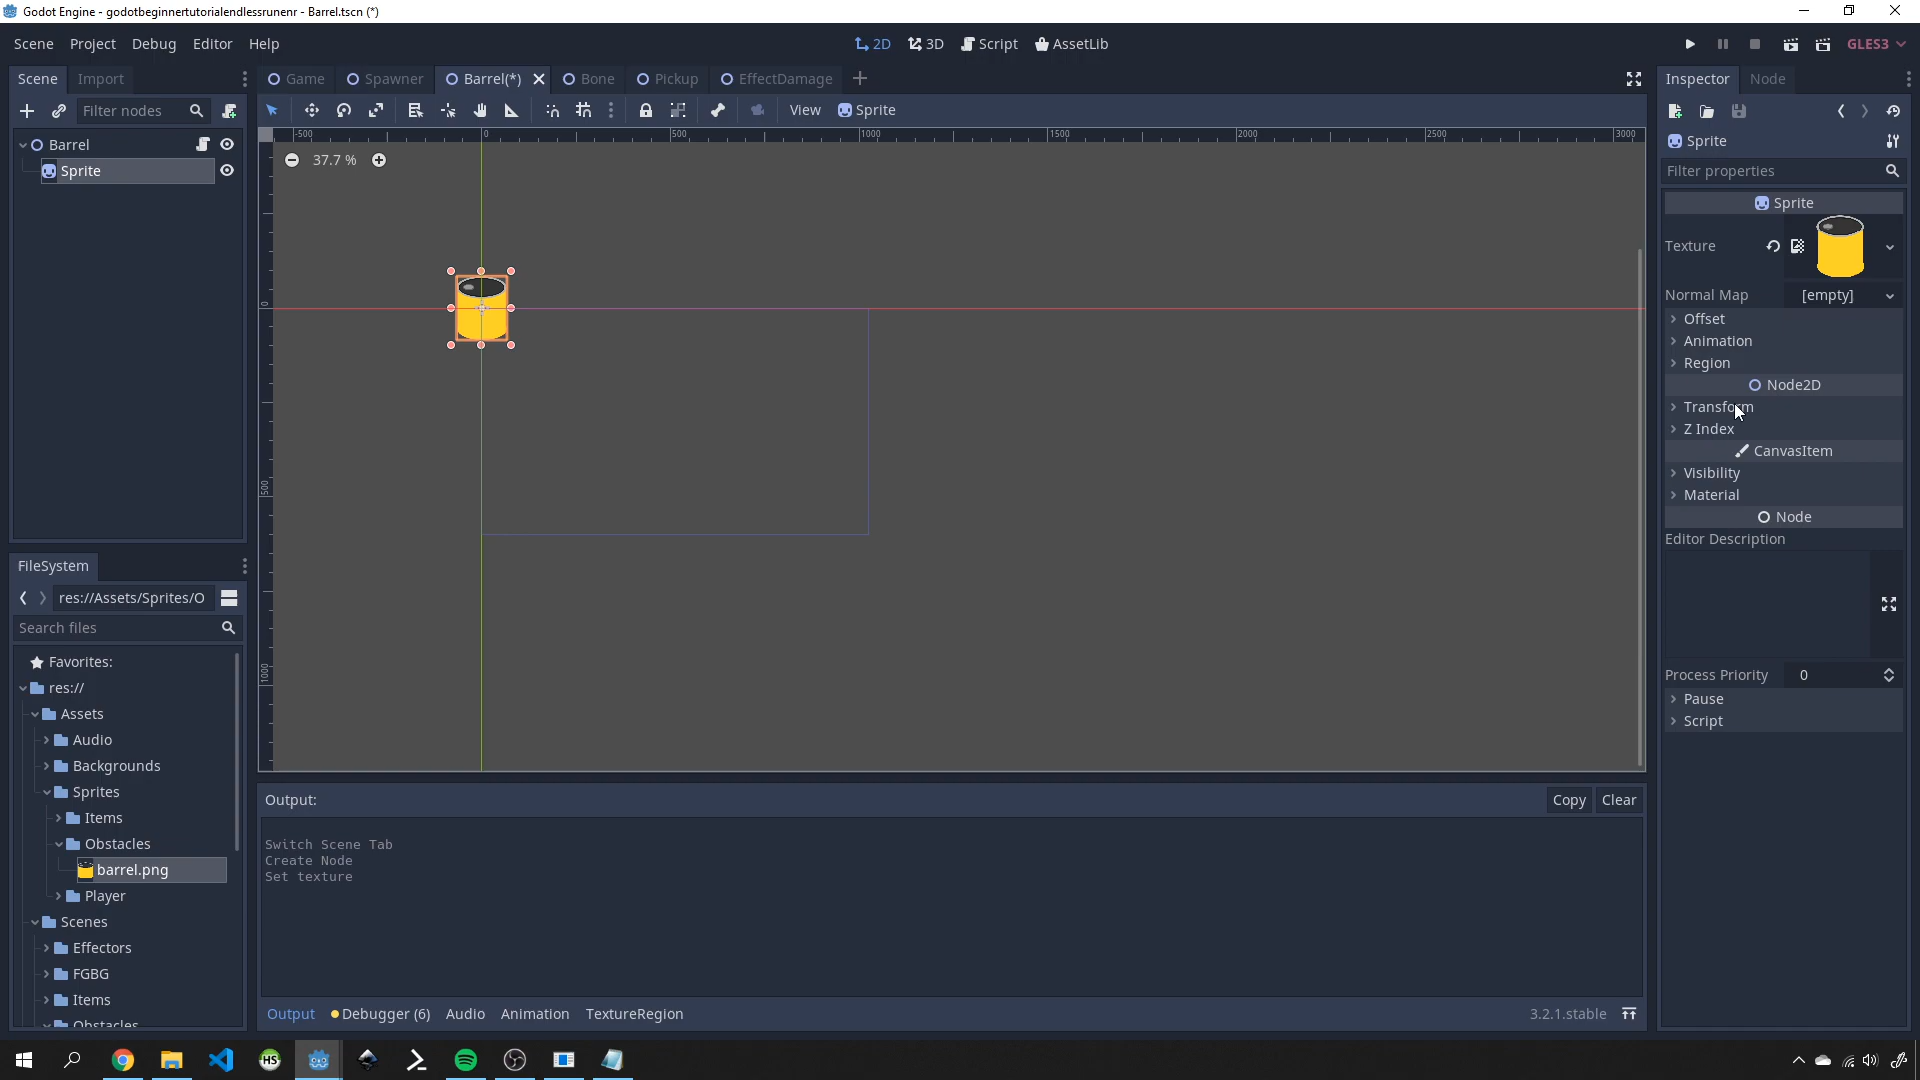 Godot Engine - godotbeginnertutorialendlessrunenr - Barrel.tscn (*)
Scene Project Debug Editor Help
2D 3D Script AssetLib
GLES3
Scene Import
Game Spawner Barrel(*) Bone Pickup EffectDamage
Inspector Node
Filter nodes
View Sprite
-500 0 500 1000 1500 2000 2500 3000
Barrel
Sprite
37.7 %
0
500
1000
Sprite
Filter properties
Sprite
Texture
Normal Map [empty]
Offset
Animation
Region
Node2D
Transform
Z Index
CanvasItem
Visibility
Material
Node
Editor Description
Process Priority 0
Pause
Script
FileSystem
res://Assets/Sprites/O
Search files
Favorites:
res://
Assets
Audio
Backgrounds
Sprites
Items
Obstacles
barrel.png
Player
Scenes
Effectors
FGBG
Items
Obstacles
Output:
Copy Clear
Switch Scene Tab
Create Node
Set texture
Output Debugger (6) Audio Animation TextureRegion
3.2.1.stable
HS